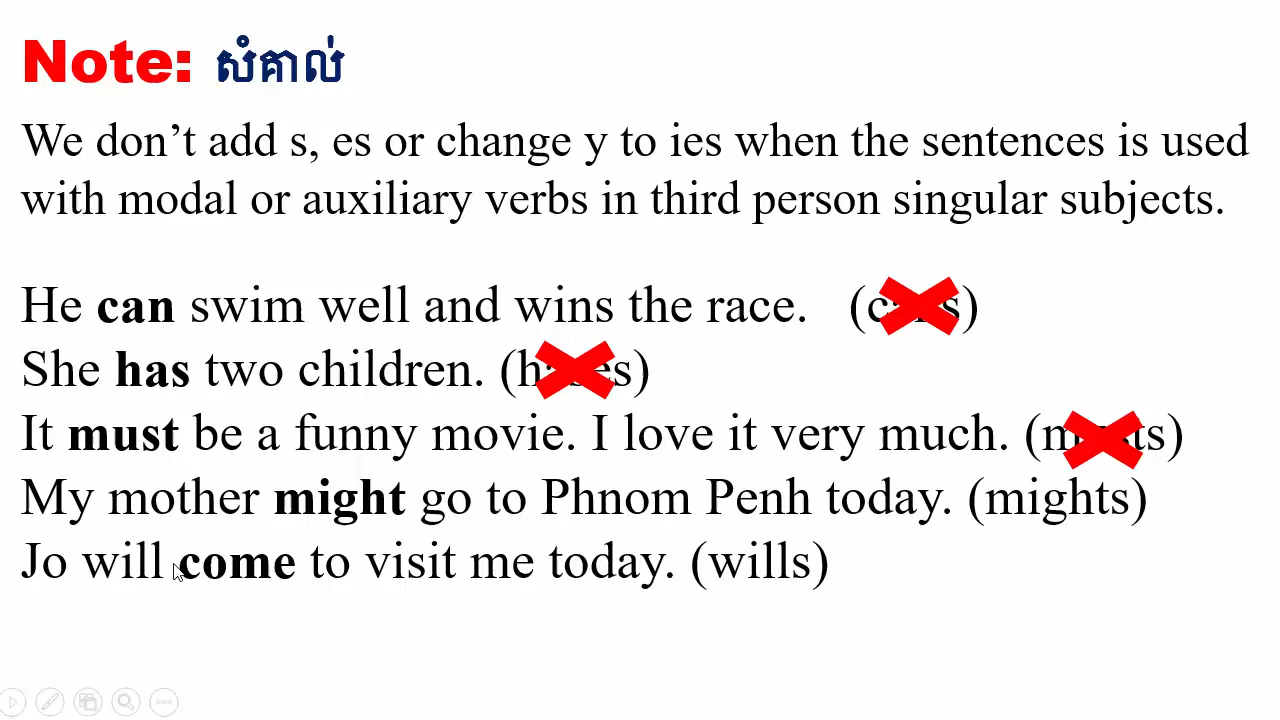 Note: សំគាល់
We don’t add s, es or change y to ies when the sentences is used
with modal or auxiliary verbs in third person singular subjects.
He can swim well and wins the race. (cans)
She has two children. (
It must be a funny movie. I love it very much. (musts)
My mother might go to Phnom Penh today. (mights)
Jo will come to visit me today. (wills)